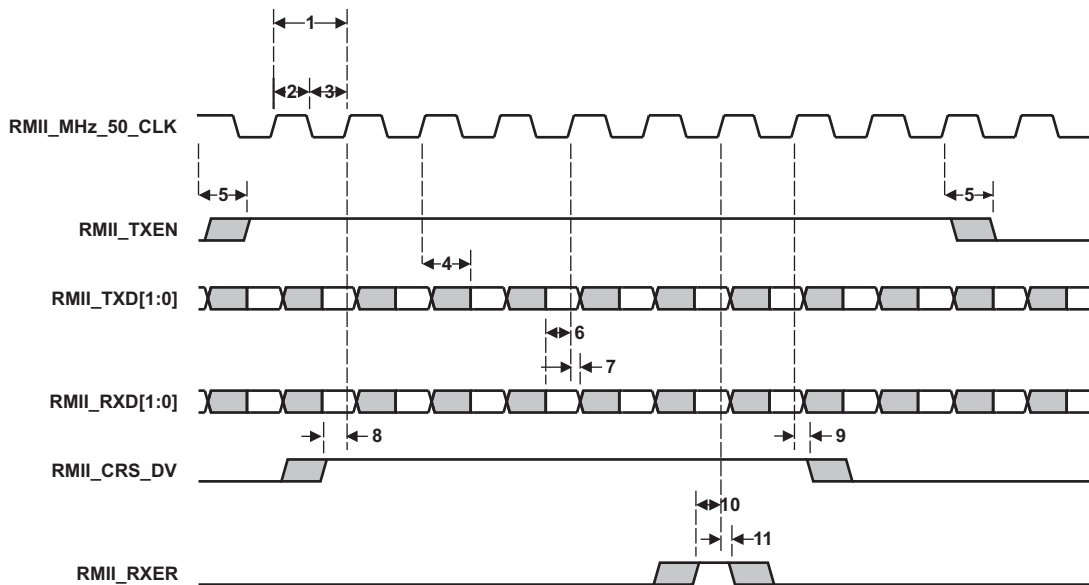 1
2 3
RMII_MHz_50_CLK
5 5
RMII_TXEN
4
RMII_TXD[1:0]
6
7
RMII_RXD[1:0]
8 9
RMII_CRS_DV
10
11
RMII_RXER